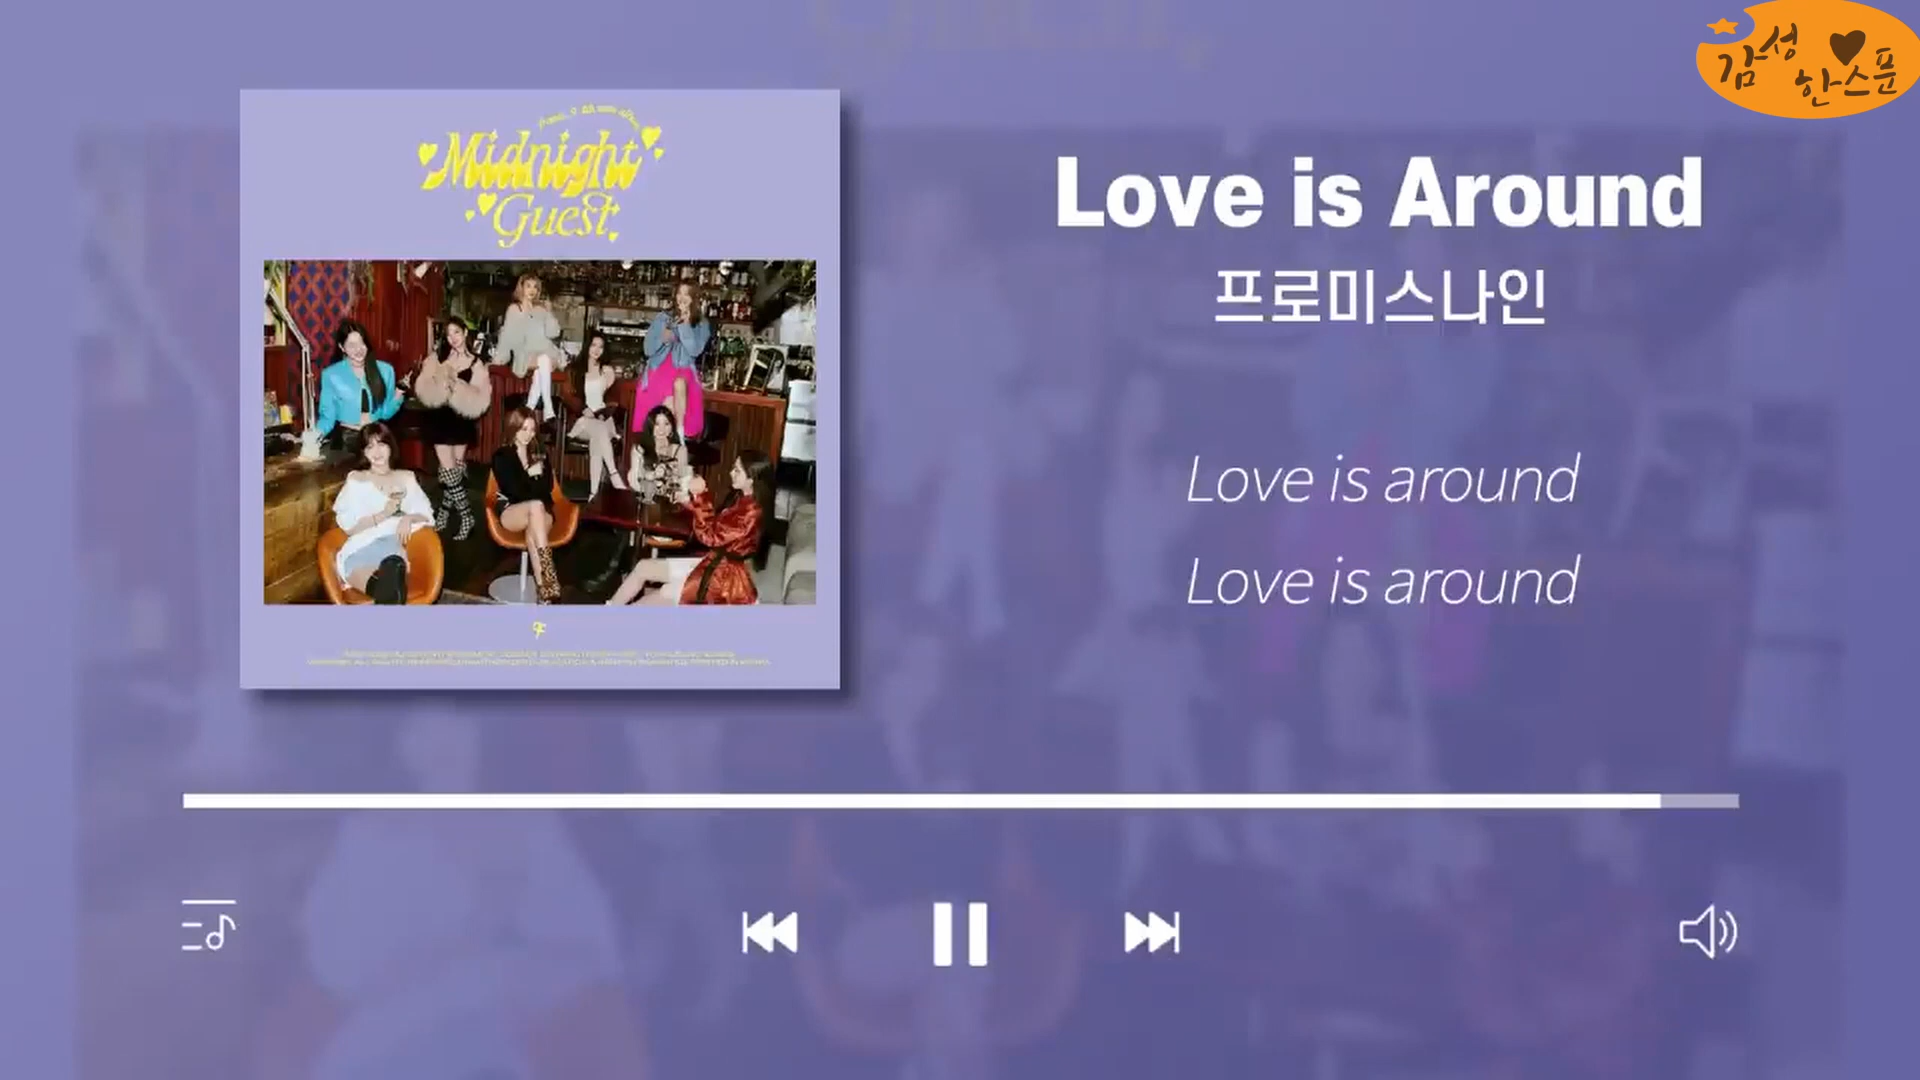 감성
한스푼
Midnight
Guest
Love is Around
프로미스나인
Love is around
Love is around